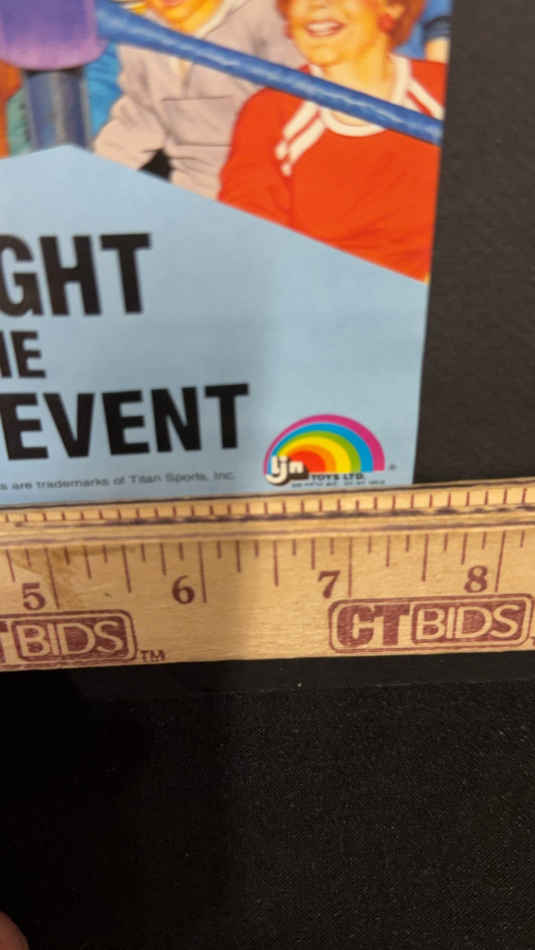 GHT
IE
EVENT
s are trademarks of Titan Sports, Inc.
ljn
TOYS LTD.
®
5 6 7 8
TBIDS TM CTBIDS